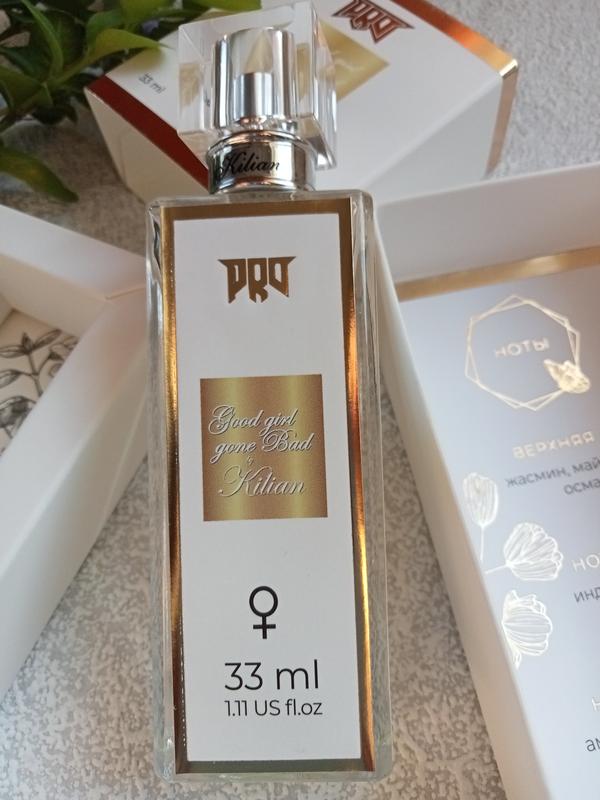 PRO
33 ml
Kilian
PRO
Good girl
gone Bad
by
Kilian
33 ml
1.11 US fl.oz
НОТЫ
ВЕРХНЯЯ
жасмин, май
осма
НО
инд